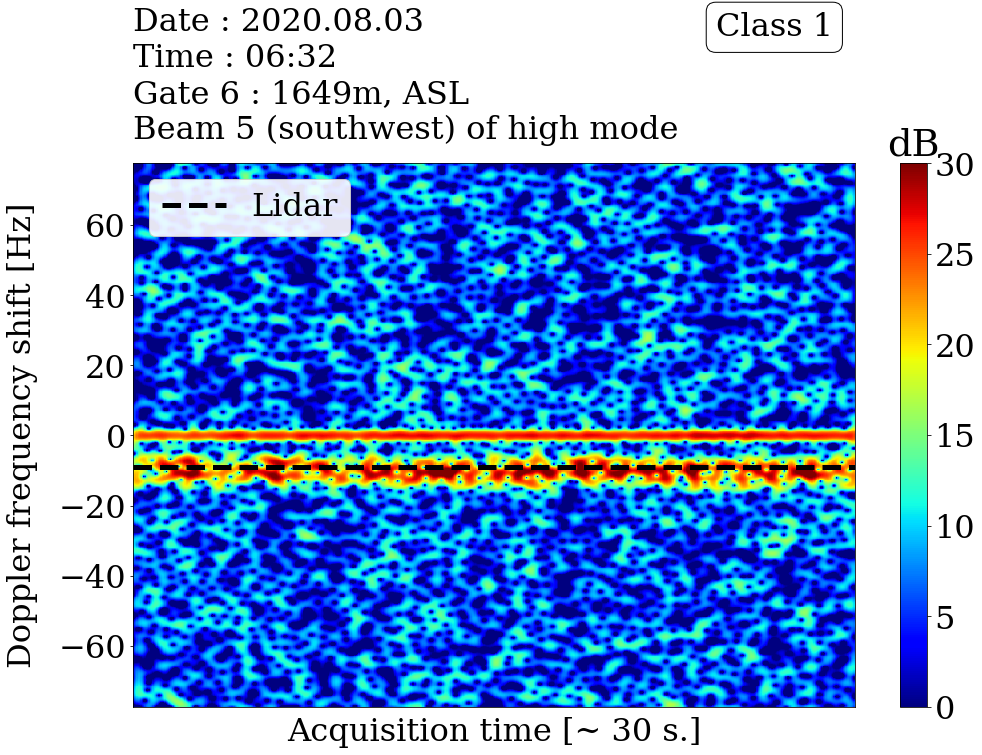 Date : 2020.08.03
Time : 06:32
Gate 6 : 1649m, ASL
Beam 5 (southwest) of high mode
Class 1
dB
Lidar
Doppler frequency shift [Hz]
60
40
20
0
−20
−40
−60
30
25
20
15
10
5
0
Acquisition time [~ 30 s.]